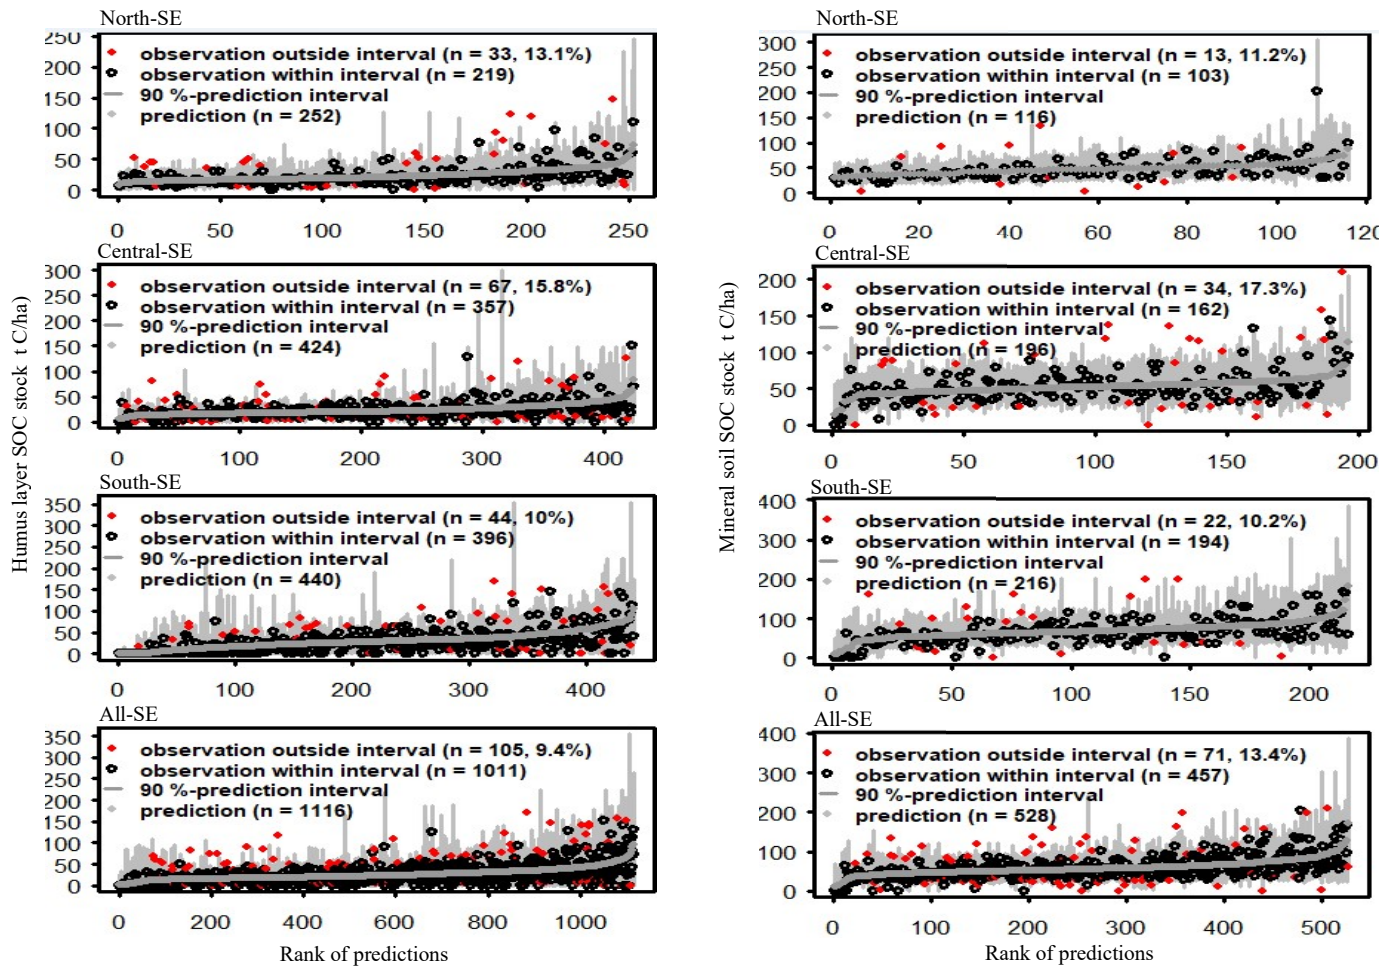 North-SE
250
200
150
100
50
0
observation outside interval (n = 33, 13.1%)
observation within interval (n = 219)
90 %-prediction interval
prediction (n = 252)
0 50 100 150 200 250
Central-SE
300
250
200
150
100
50
0
observation outside interval (n = 67, 15.8%)
observation within interval (n = 357)
90 %-prediction interval
prediction (n = 424)
0 100 200 300 400
South-SE
350
300
250
200
150
100
50
0
observation outside interval (n = 44, 10%)
observation within interval (n = 396)
90 %-prediction interval
prediction (n = 440)
0 100 200 300 400
All-SE
350
300
250
200
150
100
50
0
observation outside interval (n = 105, 9.4%)
observation within interval (n = 1011)
90 %-prediction interval
prediction (n = 1116)
0 200 400 600 800 1000
Rank of predictions
Humus layer SOC stock t C/ha)
North-SE
300
250
200
150
100
50
0
observation outside interval (n = 13, 11.2%)
observation within interval (n = 103)
90 %-prediction interval
prediction (n = 116)
0 20 40 60 80 100 120
Central-SE
200
150
100
50
0
observation outside interval (n = 34, 17.3%)
observation within interval (n = 162)
90 %-prediction interval
prediction (n = 196)
0 50 100 150 200
South-SE
400
300
200
100
0
observation outside interval (n = 22, 10.2%)
observation within interval (n = 194)
90 %-prediction interval
prediction (n = 216)
0 50 100 150 200
All-SE
400
300
200
100
0
observation outside interval (n = 71, 13.4%)
observation within interval (n = 457)
90 %-prediction interval
prediction (n = 528)
0 100 200 300 400 500
Rank of predictions
Mineral soil SOC stock t C/ha)